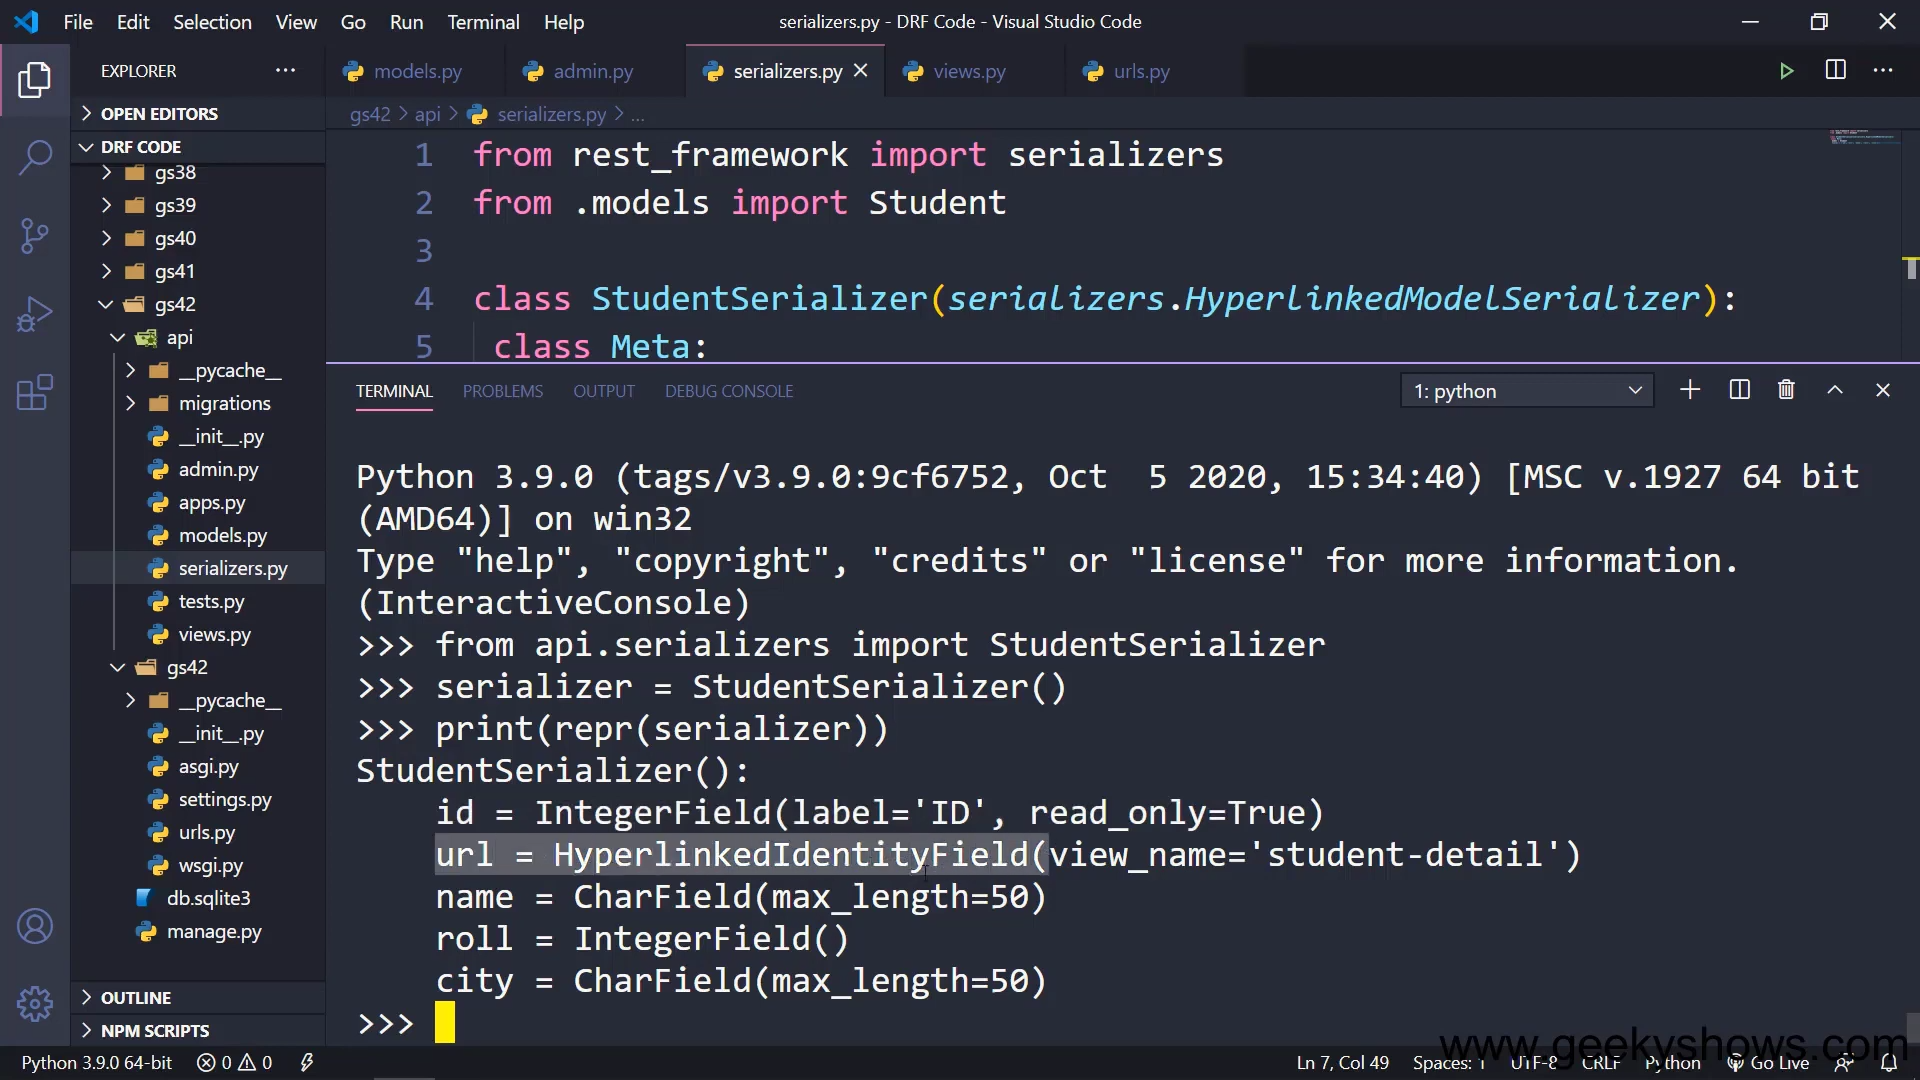 File Edit Selection View Go Run Terminal Help
serializers.py - DRF Code - Visual Studio Code
EXPLORER
OPEN EDITORS
DRF CODE
gs38
gs39
gs40
gs41
gs42
api
__pycache__
migrations
__init__.py
admin.py
apps.py
models.py
serializers.py
tests.py
views.py
gs42
__pycache__
__init__.py
asgi.py
settings.py
urls.py
wsgi.py
db.sqlite3
manage.py
OUTLINE
NPM SCRIPTS
models.py admin.py serializers.py views.py urls.py
gs42 > api > serializers.py > ...
1 from rest_framework import serializers
2 from .models import Student
3
4 class StudentSerializer(serializers.HyperlinkedModelSerializer):
5 class Meta:
TERMINAL PROBLEMS OUTPUT DEBUG CONSOLE
1: python
Python 3.9.0 (tags/v3.9.0:9cf6752, Oct  5 2020, 15:34:40) [MSC v.1927 64 bit
(AMD64)] on win32
Type "help", "copyright", "credits" or "license" for more information.
(InteractiveConsole)
>>> from api.serializers import StudentSerializer
>>> serializer = StudentSerializer()
>>> print(repr(serializer))
StudentSerializer():
    id = IntegerField(label='ID', read_only=True)
    url = HyperlinkedIdentityField(view_name='student-detail')
    name = CharField(max_length=50)
    roll = IntegerField()
    city = CharField(max_length=50)
>>>
www.geekyshows.com
Python 3.9.0 64-bit 0 0
Ln 7, Col 49 Spaces: 1 UTF-8 CRLF Python Go Live